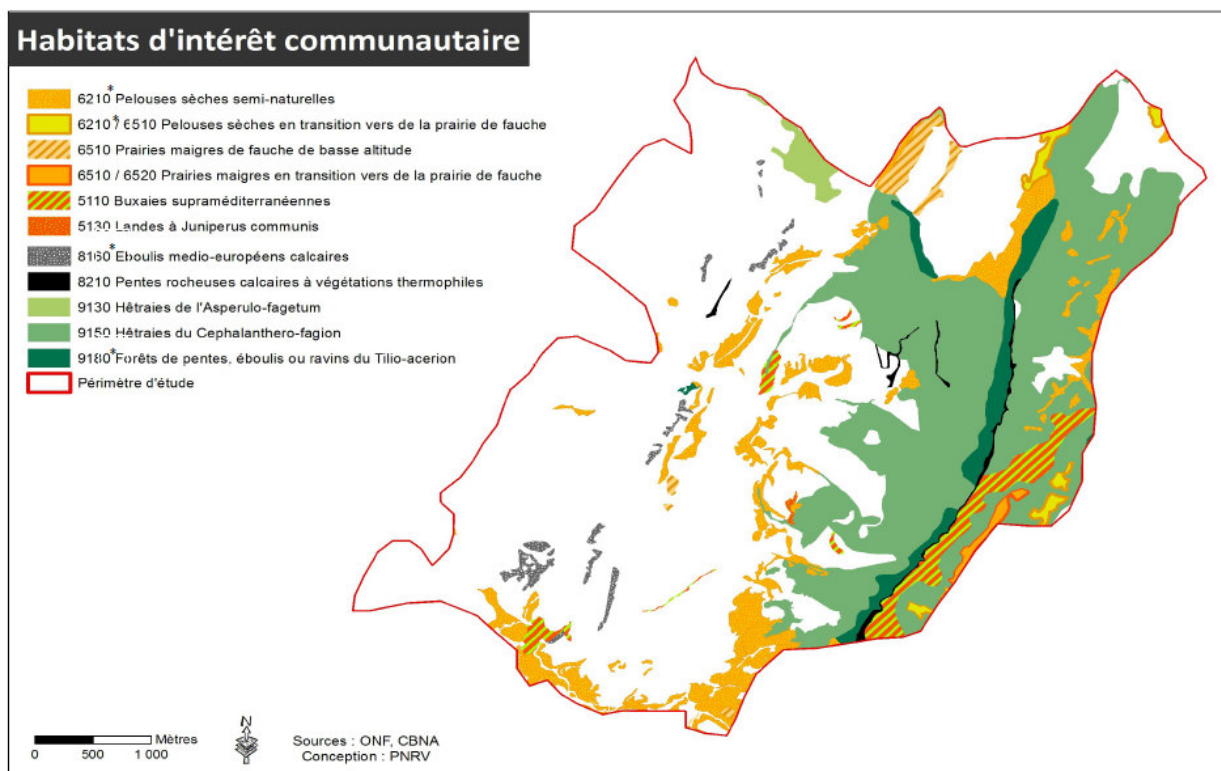 Habitats d'intérêt communautaire
6210* Pelouses sèches semi-naturelles
6210* / 6510 Pelouses sèches en transition vers de la prairie de fauche
6510 Prairies maigres de fauche de basse altitude
6510 / 6520 Prairies maigres en transition vers de la prairie de fauche
5110 Buxaies supraméditerranéennes
5130 Landes à Juniperus communis
8160* Eboulis medio-européens calcaires
8210 Pentes rocheuses calcaires à végétations thermophiles
9130 Hêtraies de l'Asperulo-fagetum
9150 Hêtraies du Cephalanthero-fagion
9180* Forêts de pentes, éboulis ou ravins du Tilio-acerion
Périmètre d'étude
Mètres
0 500 1 000
N
Sources : ONF, CBNA
Conception : PNRV